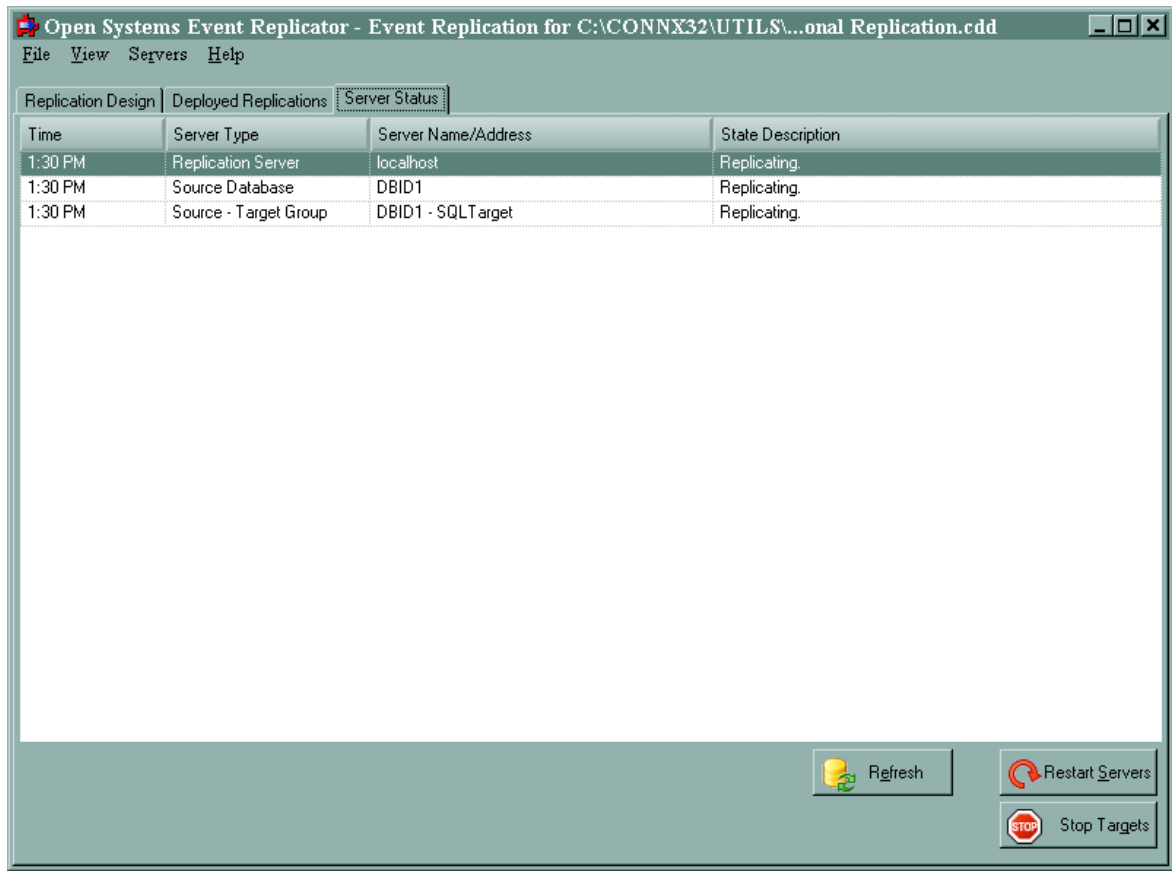 Open Systems Event Replicator - Event Replication for C:\CONNX32\UTILS\...onal Replication.cdd
File View Servers Help
Replication Design Deployed Replications Server Status
Time Server Type Server Name/Address State Description
1:30 PM Replication Server localhost Replicating.
1:30 PM Source Database DBID1 Replicating.
1:30 PM Source - Target Group DBID1 - SQLTarget Replicating.
Refresh Restart Servers
STOP Stop Targets